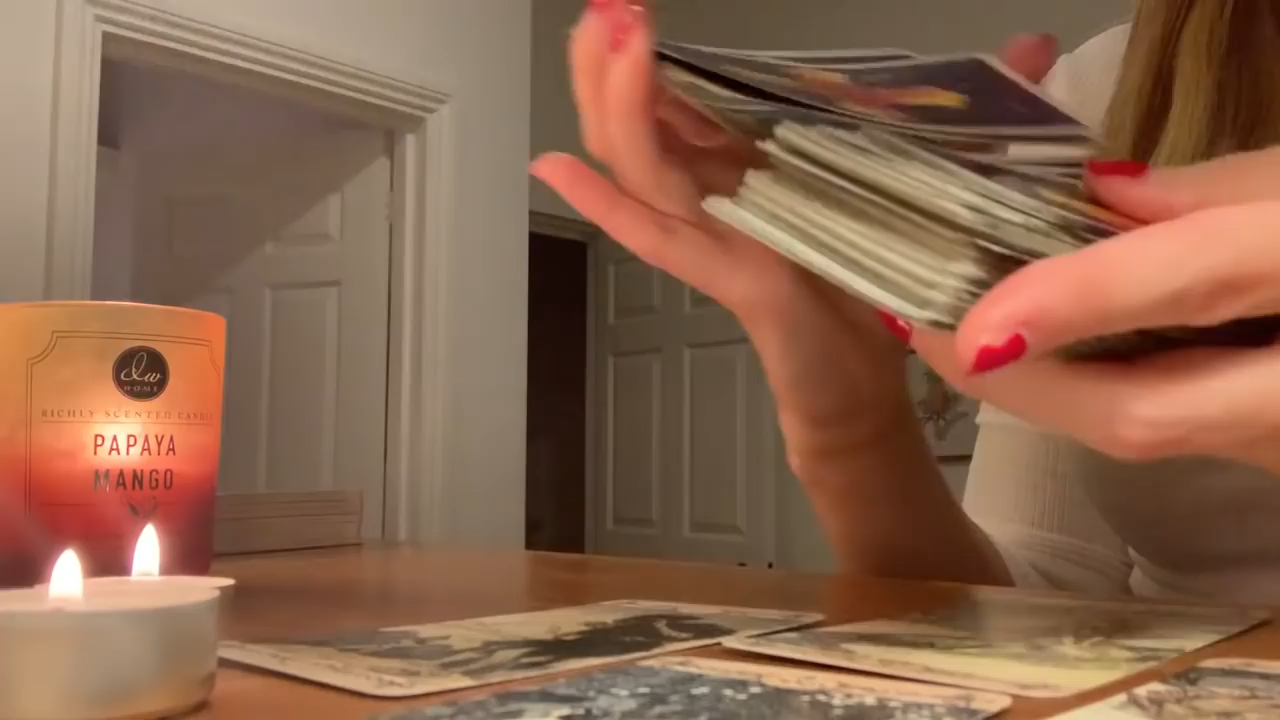 dw
HOME
RICHLY SCENTED CANDLE
PAPAYA
MANGO